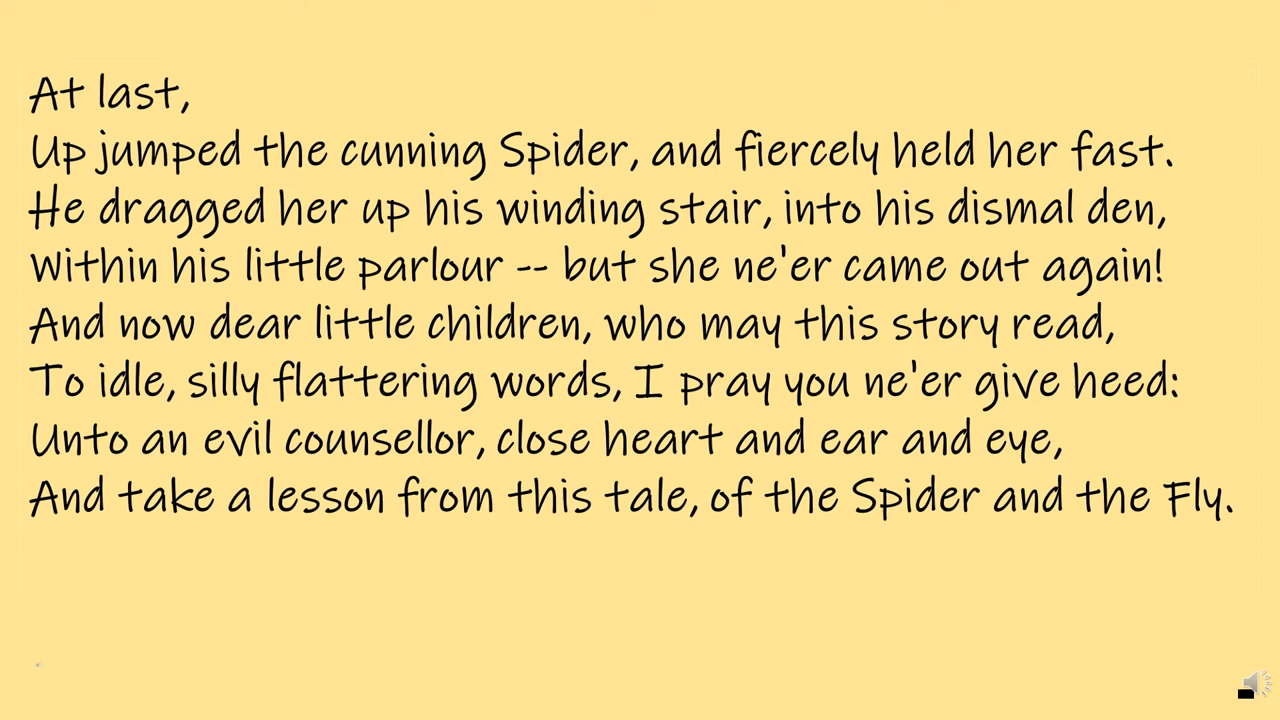 At last,
Up jumped the cunning Spider, and fiercely held her fast.
He dragged her up his winding stair, into his dismal den,
Within his little parlour -- but she ne'er came out again!
And now dear little children, who may this story read,
To idle, silly flattering words, I pray you ne'er give heed:
Unto an evil counsellor, close heart and ear and eye,
And take a lesson from this tale, of the Spider and the Fly.